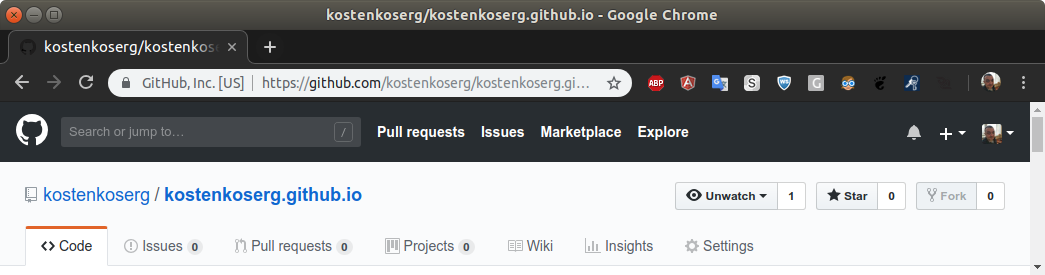 kostenkoserg/kostenkoserg.github.io - Google Chrome
kostenkoserg/kostenkose
GitHub, Inc. [US] https://github.com/kostenkoserg/kostenkoserg.gi…
ABP S WS G
Search or jump to… / Pull requests Issues Marketplace Explore
kostenkoserg / kostenkoserg.github.io Unwatch 1 Star 0 Fork 0
Code Issues 0 Pull requests 0 Projects 0 Wiki Insights Settings